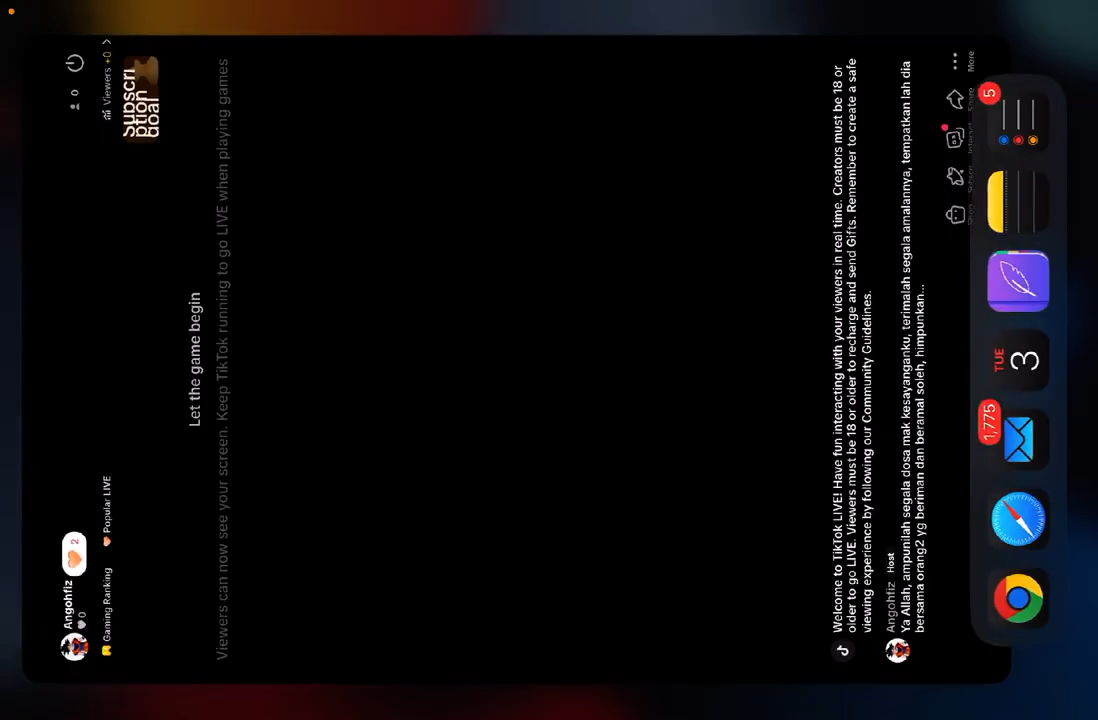 Angohfiz
0
2
0
Gaming Ranking
Popular LIVE
Viewers +0
Subscri
ption
goal
Let the game begin
Viewers can now see your screen. Keep TikTok running to go LIVE when playing games
Welcome to TikTok LIVE! Have fun interacting with your viewers in real time. Creators must be 18 or
older to go LIVE. Viewers must be 18 or older to recharge and send Gifts. Remember to create a safe
viewing experience by following our Community Guidelines.
Angohfiz Host
Ya Allah, ampunilah segala dosa mak kesayanganku, terimalah segala amalannya, tempatkan lah dia
bersama orang2 yg beriman dan beramal soleh, himpunkan...
More
1,775
TUE
3
5